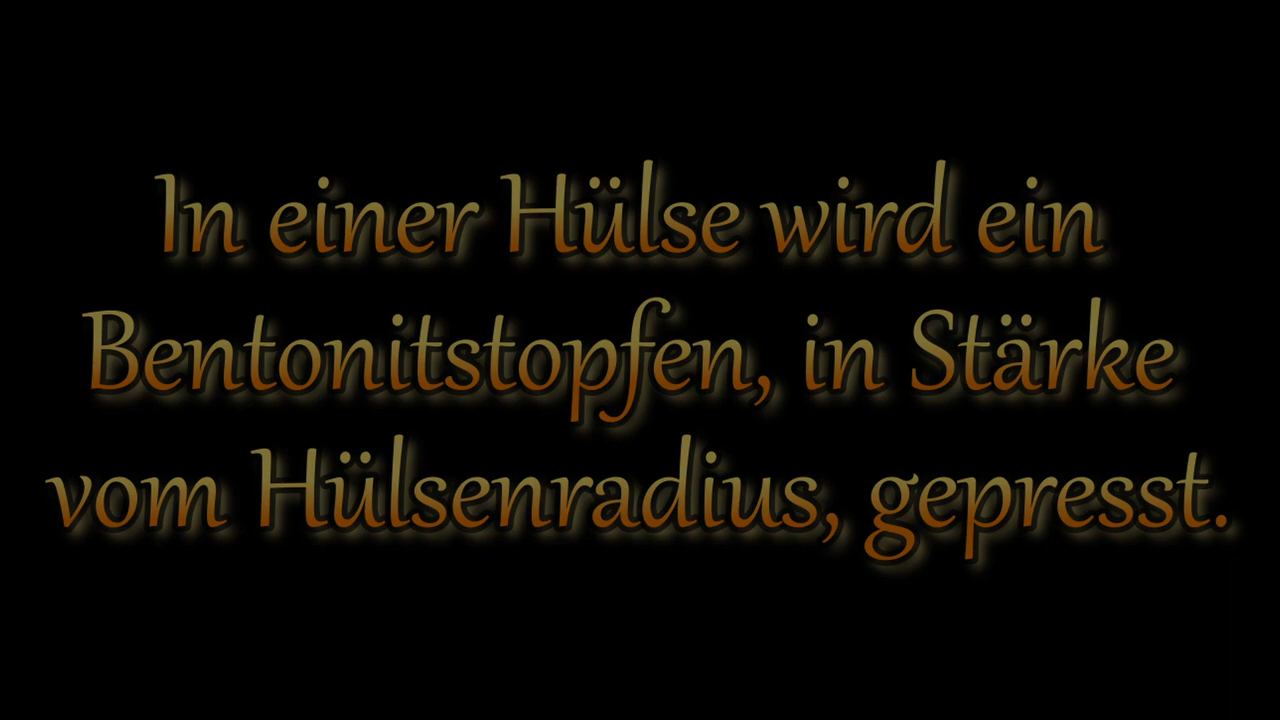 In einer Hülse wird ein
Bentonitstopfen, in Stärke
vom Hülsenradius, gepresst.